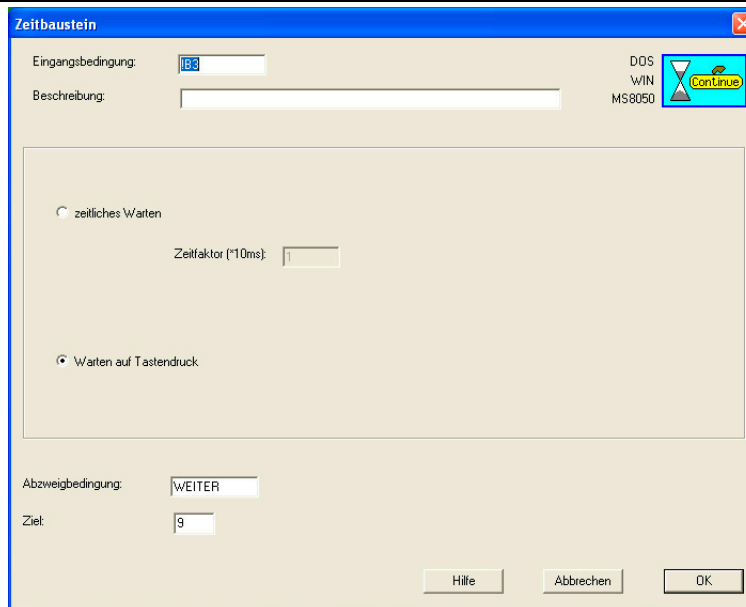 Zeitbaustein
Eingangsbedingung: !B3
Beschreibung:
DOS
WIN
MS8050
Continue
zeitliches Warten
Zeitfaktor (*10ms): 1
Warten auf Tastendruck
Abzweigbedingung: WEITER
Ziel: 9
Hilfe Abbrechen OK